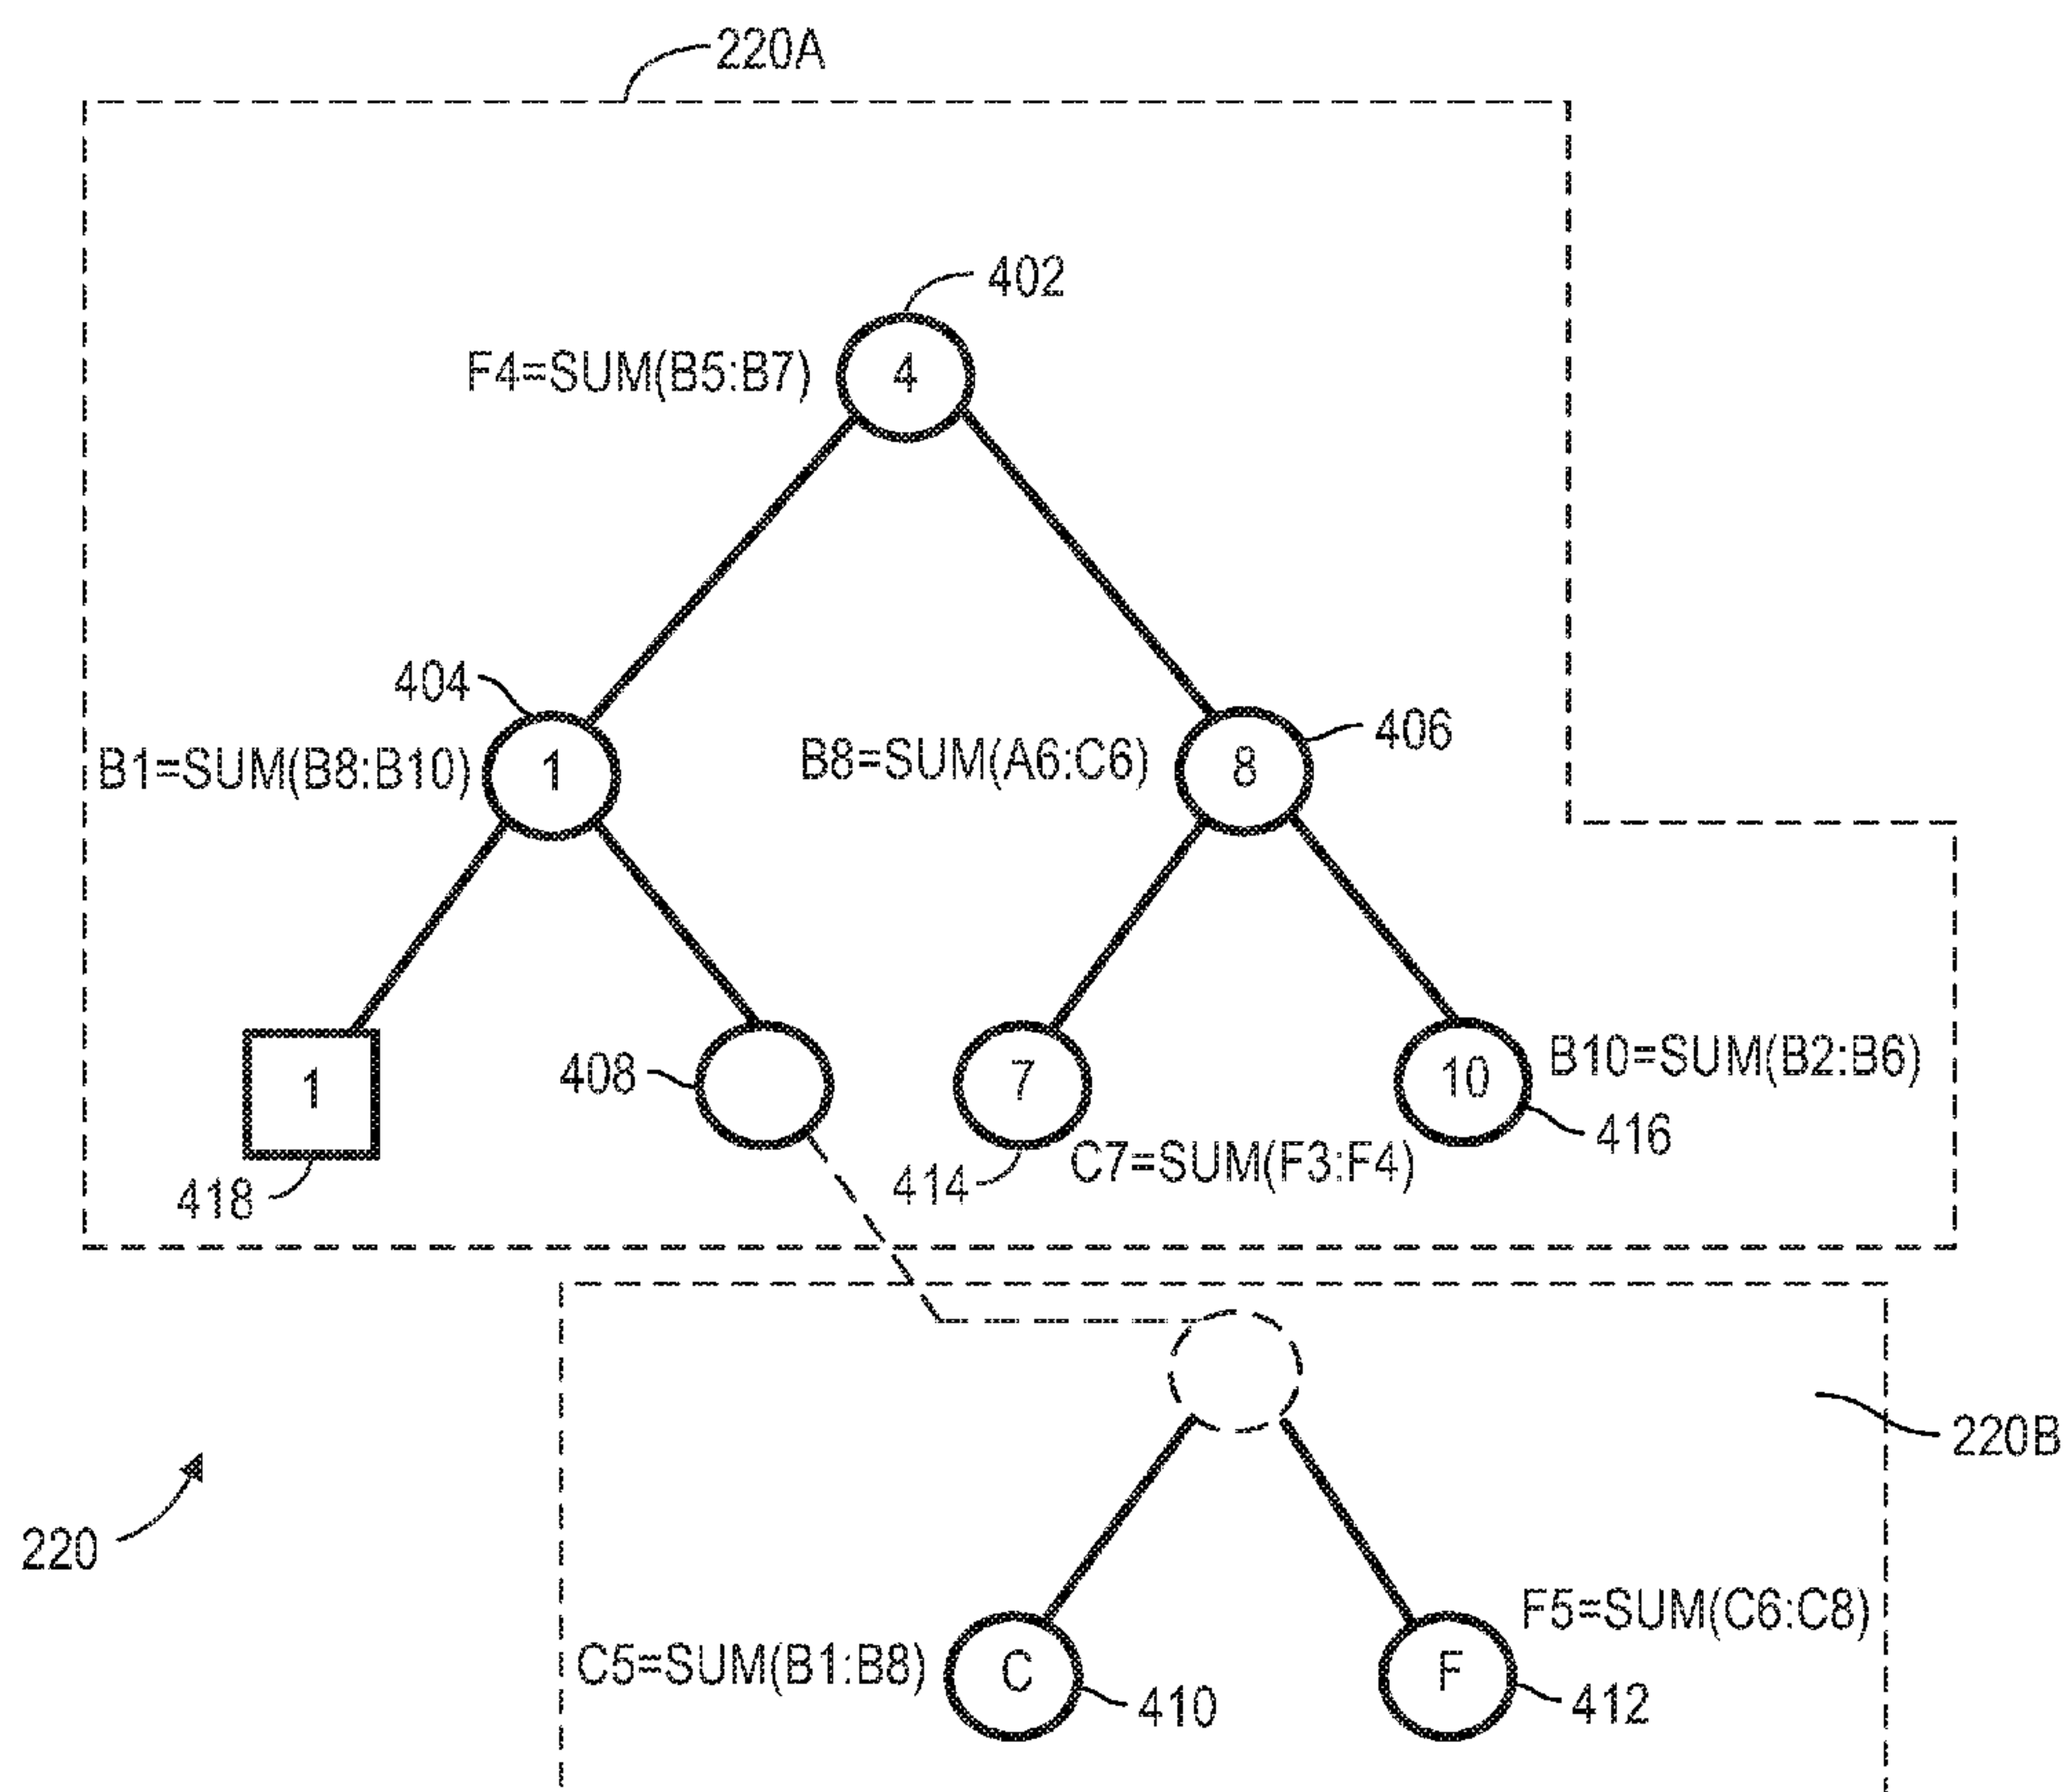 220A
402
F4=SUM(B5:B7)
4
404
406
B1=SUM(B8:B10)
1
B8=SUM(A6:C6)
8
1
408
7
10
B10=SUM(B2:B6)
416
418
414
C7=SUM(F3:F4)
220B
220
F5=SUM(C6:C8)
C5=SUM(B1:B8)
C
410
F
412